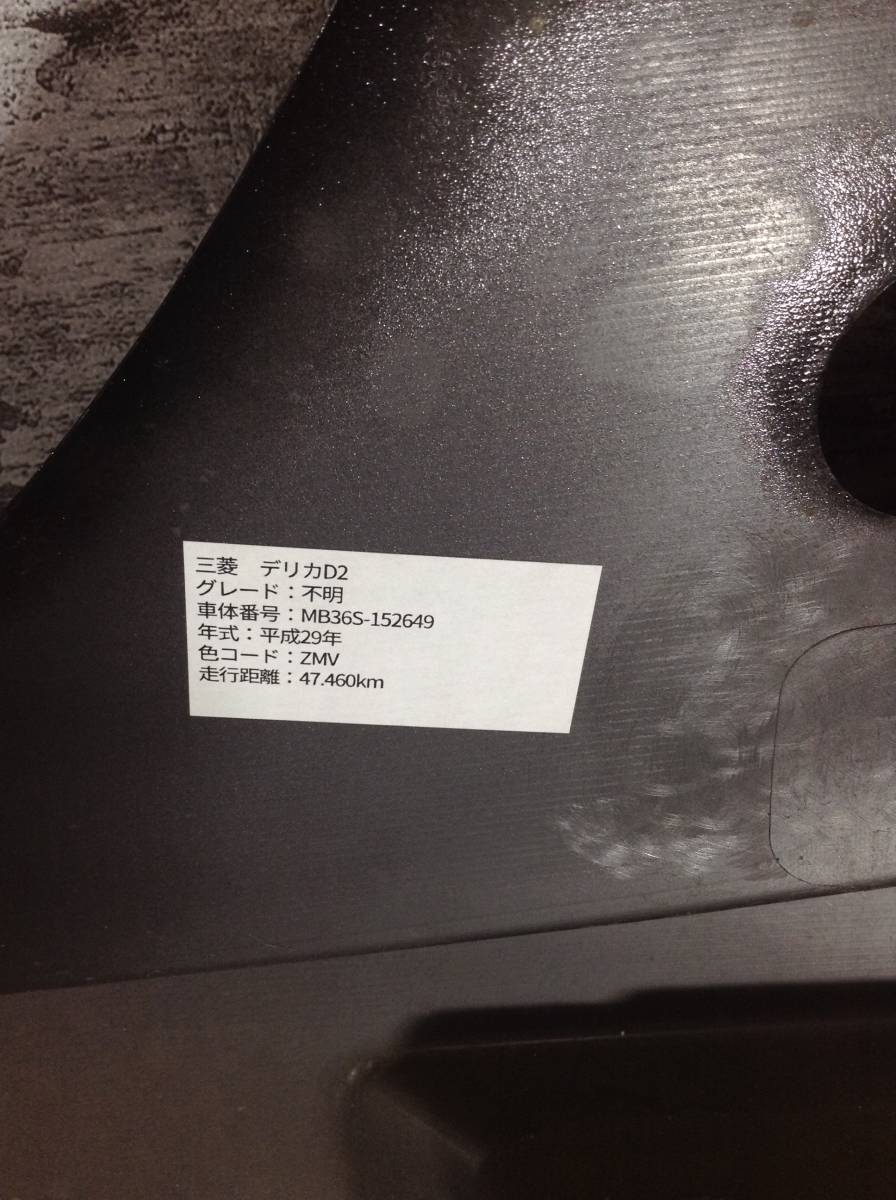 三菱　デリカD2
グレード：不明
車体番号：MB36S-152649
年式：平成29年
色コード：ZMV
走行距離：47.460km